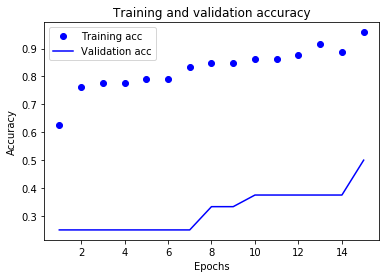 Training and validation accuracy
Training acc
Validation acc
Accuracy
0.9
0.8
0.7
0.6
0.5
0.4
0.3
2 4 6 8 10 12 14
Epochs